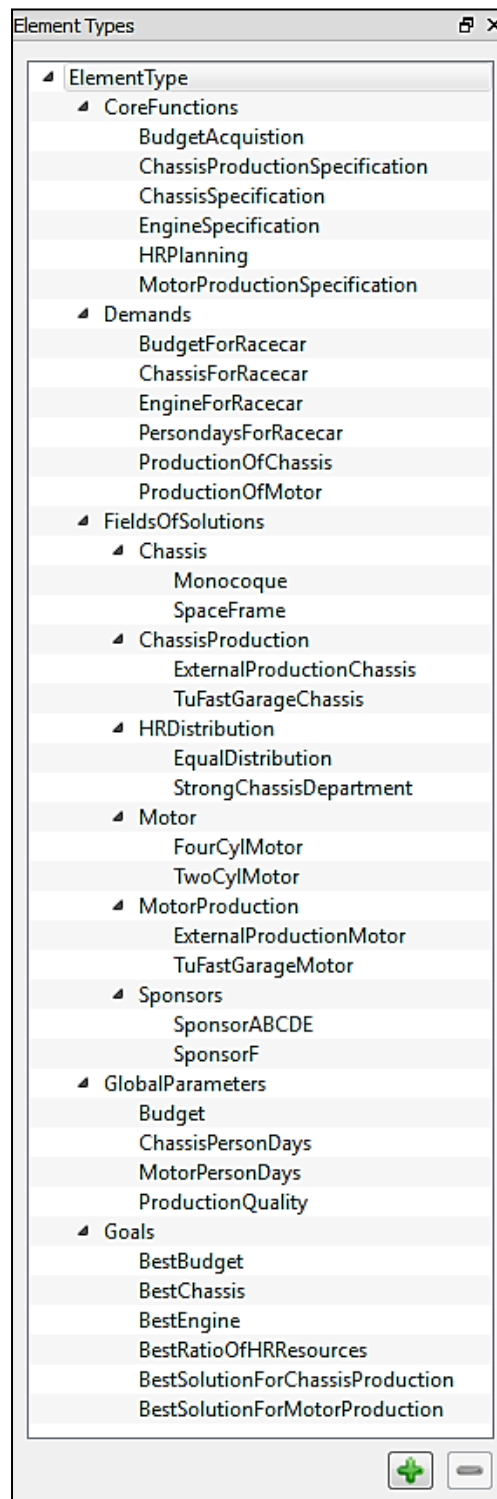 Element Types
ElementType
CoreFunctions
BudgetAcquistion
ChassisProductionSpecification
ChassisSpecification
EngineSpecification
HRPlanning
MotorProductionSpecification
Demands
BudgetForRacecar
ChassisForRacecar
EngineForRacecar
PersondaysForRacecar
ProductionOfChassis
ProductionOfMotor
FieldsOfSolutions
Chassis
Monocoque
SpaceFrame
ChassisProduction
ExternalProductionChassis
TuFastGarageChassis
HRDistribution
EqualDistribution
StrongChassisDepartment
Motor
FourCylMotor
TwoCylMotor
MotorProduction
ExternalProductionMotor
TuFastGarageMotor
Sponsors
SponsorABCDE
SponsorF
GlobalParameters
Budget
ChassisPersonDays
MotorPersonDays
ProductionQuality
Goals
BestBudget
BestChassis
BestEngine
BestRatioOfHRResources
BestSolutionForChassisProduction
BestSolutionForMotorProduction